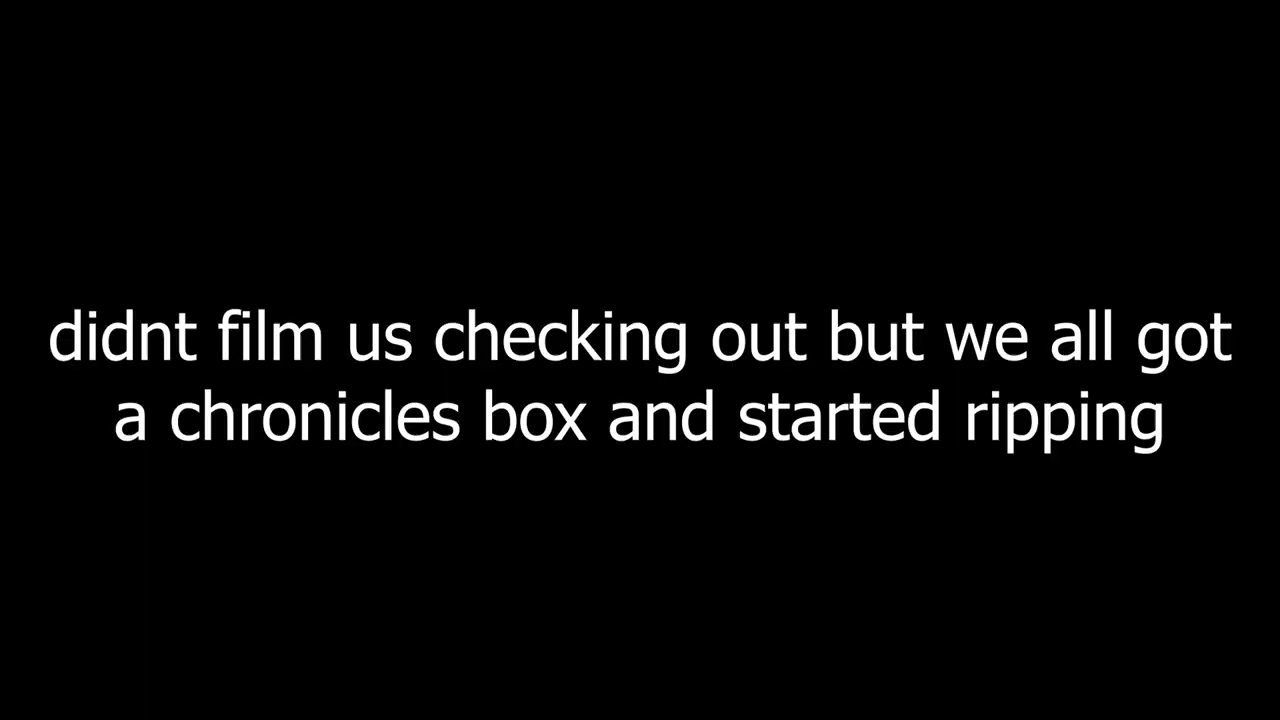 didnt film us checking out but we all got
a chronicles box and started ripping